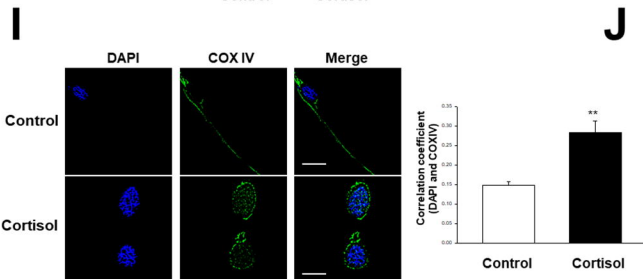 I
J
DAPI
COX IV
Merge
Control
Cortisol
Correlation coefficient
(DAPI and COXIV)
0.35
0.30
0.25
0.20
0.15
0.10
0.05
0.00
**
Control
Cortisol